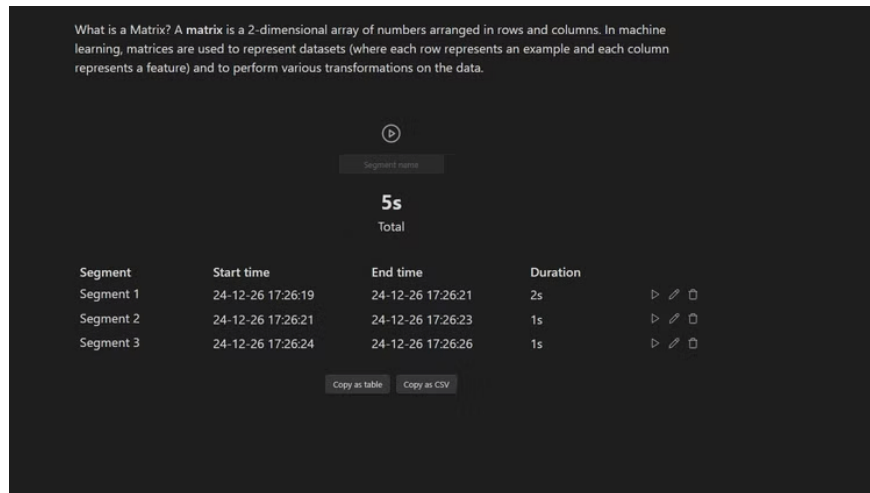 What is a Matrix? A matrix is a 2-dimensional array of numbers arranged in rows and columns. In machine
learning, matrices are used to represent datasets (where each row represents an example and each column
represents a feature) and to perform various transformations on the data.
Segment name
5s
Total
Segment Start time End time Duration
Segment 1 24-12-26 17:26:19 24-12-26 17:26:21 2s
Segment 2 24-12-26 17:26:21 24-12-26 17:26:23 1s
Segment 3 24-12-26 17:26:24 24-12-26 17:26:26 1s
Copy as table Copy as CSV